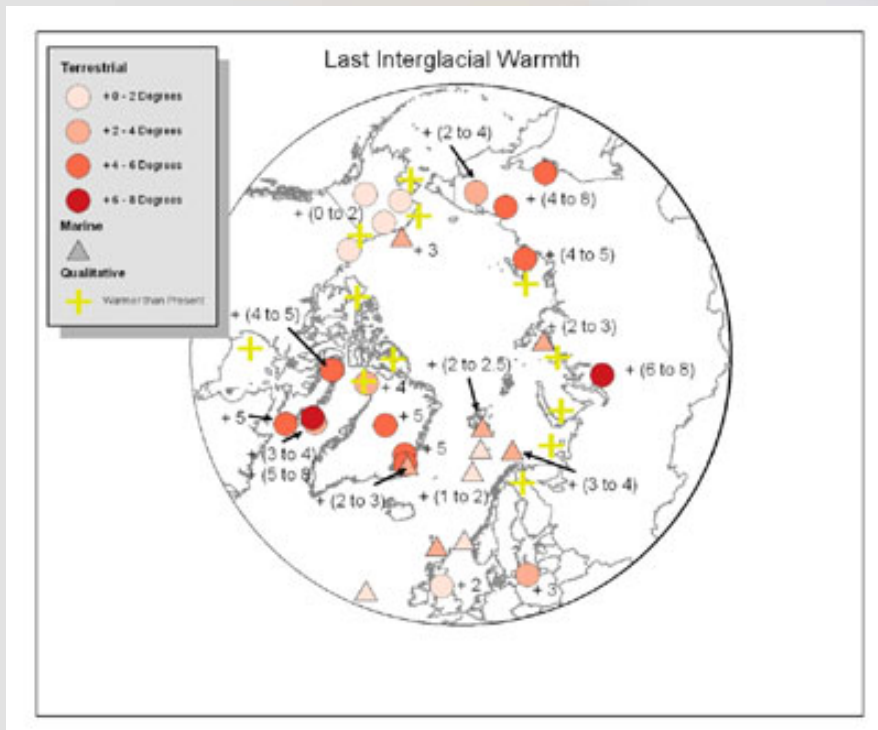 Last Interglacial Warmth
Terrestrial
+ 0 - 2 Degrees
+ 2 - 4 Degrees
+ 4 - 6 Degrees
+ 6 - 8 Degrees
Marine
Qualitative
Warmer than Present
+ (2 to 4)
+ (4 to 8)
+ (0 to 2)
+ 3
+ (4 to 5)
+ (4 to 5)
+ (2 to 3)
+ (2 to 2.5)
+ (6 to 8)
+ 4
+ 5
+ 5
+ 5
+ (3 to 4)
+ (5 to 8)
+ (2 to 3)
+ (1 to 2)
+ (3 to 4)
+ 2
+ 3